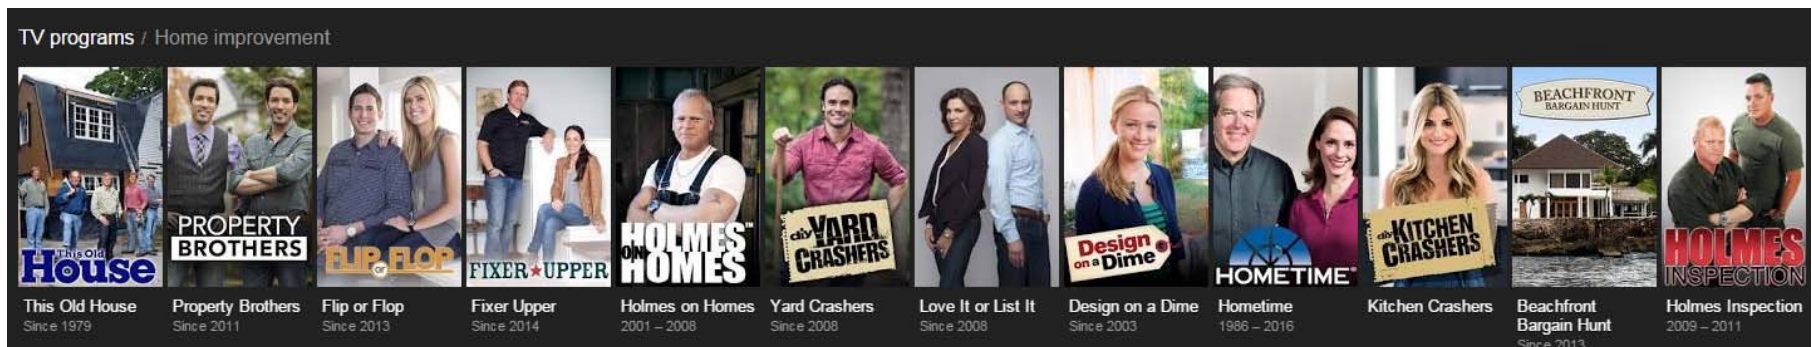 TV programs / Home improvement
This Old
House
PROPERTY
BROTHERS
FLIP or FLOP
FIXER★UPPER
HOLMES™
ON HOMES
diy YARD
CRASHERS
Design
on a Dime
HOMETIME®
diy KITCHEN
CRASHERS
BEACHFRONT
BARGAIN HUNT
HOLMES
INSPECTION
This Old House
Since 1979
Property Brothers
Since 2011
Flip or Flop
Since 2013
Fixer Upper
Since 2014
Holmes on Homes
2001 – 2008
Yard Crashers
Since 2008
Love It or List It
Since 2008
Design on a Dime
Since 2003
Hometime
1986 – 2016
Kitchen Crashers
Beachfront
Bargain Hunt
Since 2013
Holmes Inspection
2009 – 2011